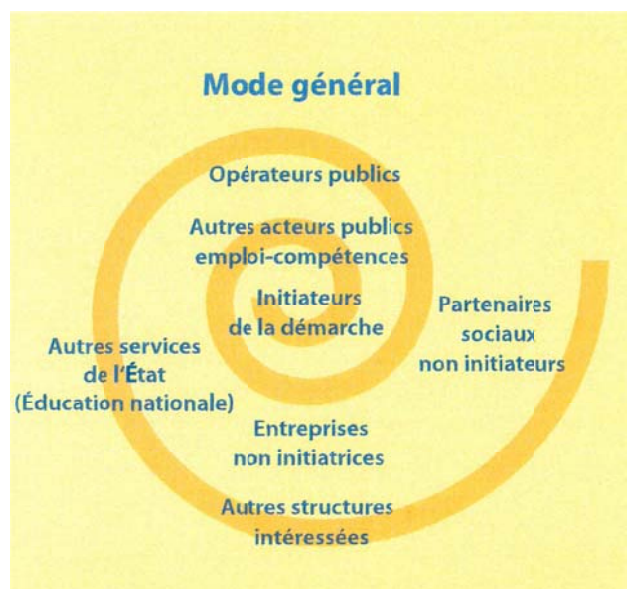 Mode général
Opérateurs publics
Autres acteurs publics
emploi-compétences
Initiateurs
de la démarche
Partenaires
sociaux
non initiateurs
Autres services
de l'État
(Éducation nationale)
Entreprises
non initiatrices
Autres structures
intéressées